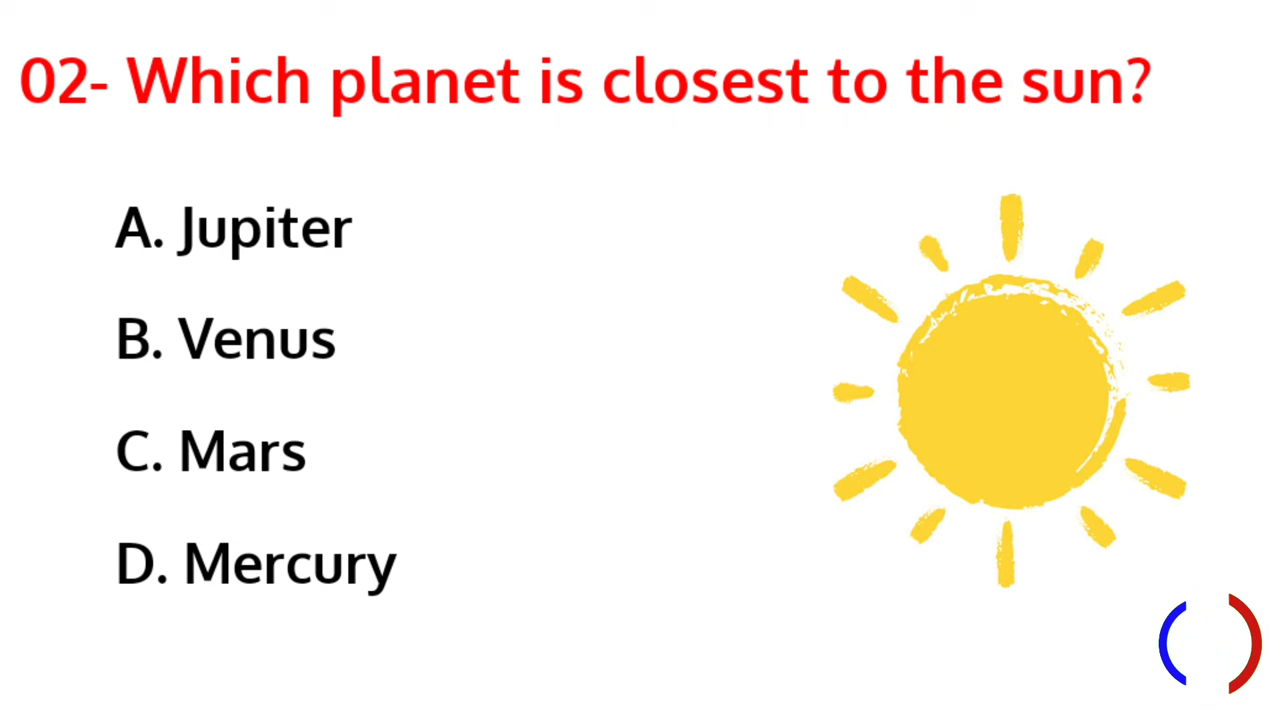 02- Which planet is closest to the sun?
A. Jupiter
B. Venus
C. Mars
D. Mercury